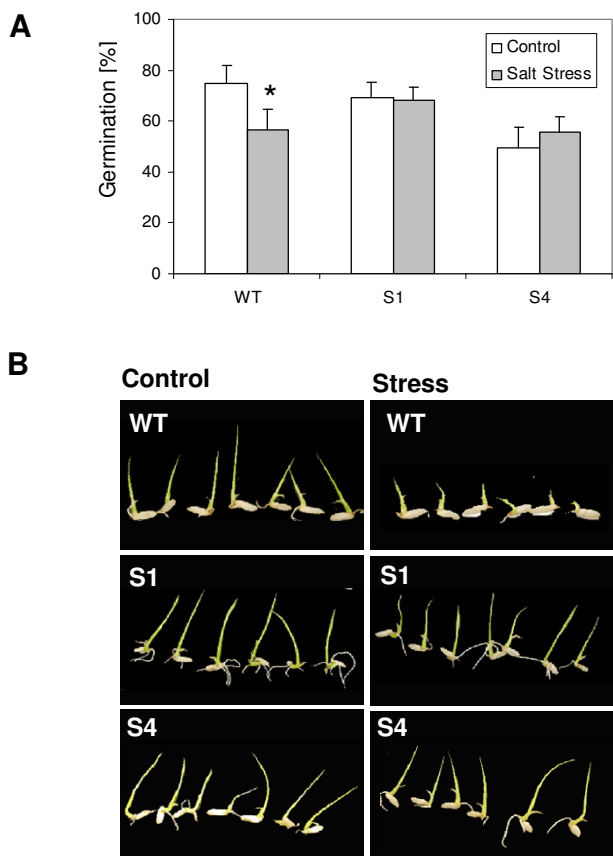 A
100
80
60
40
20
0
Germination [%]
*
Control
Salt Stress
WT
S1
S4
B
Control
Stress
WT
WT
S1
S1
S4
S4